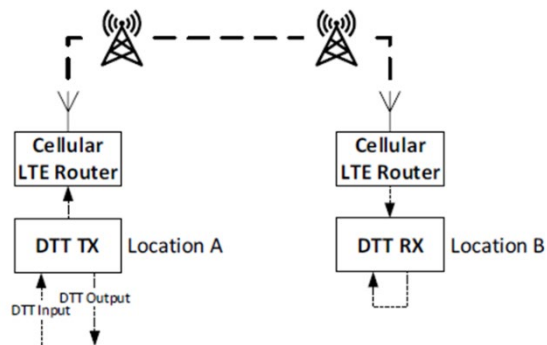 Cellular
LTE Router
Cellular
LTE Router
DTT TX
Location A
DTT RX
Location B
DTT Output
DTT Input